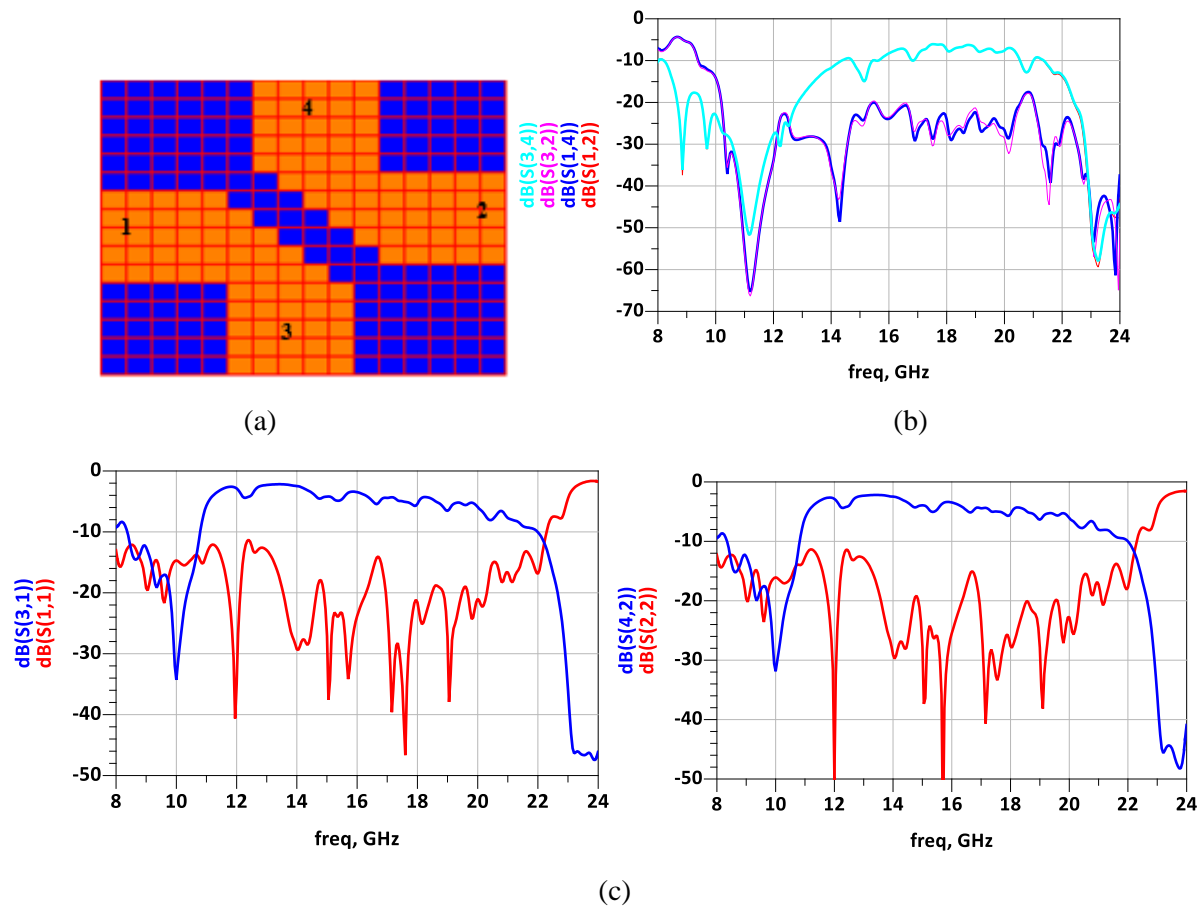 4
1
2
3
(a)
dB(S(3,4))
dB(S(3,2))
dB(S(1,4))
dB(S(1,2))
0
-10
-20
-30
-40
-50
-60
-70
8 10 12 14 16 18 20 22 24
freq, GHz
(b)
dB(S(3,1))
dB(S(1,1))
0
-10
-20
-30
-40
-50
8 10 12 14 16 18 20 22 24
freq, GHz
dB(S(4,2))
dB(S(2,2))
0
-10
-20
-30
-40
-50
8 10 12 14 16 18 20 22 24
freq, GHz
(c)